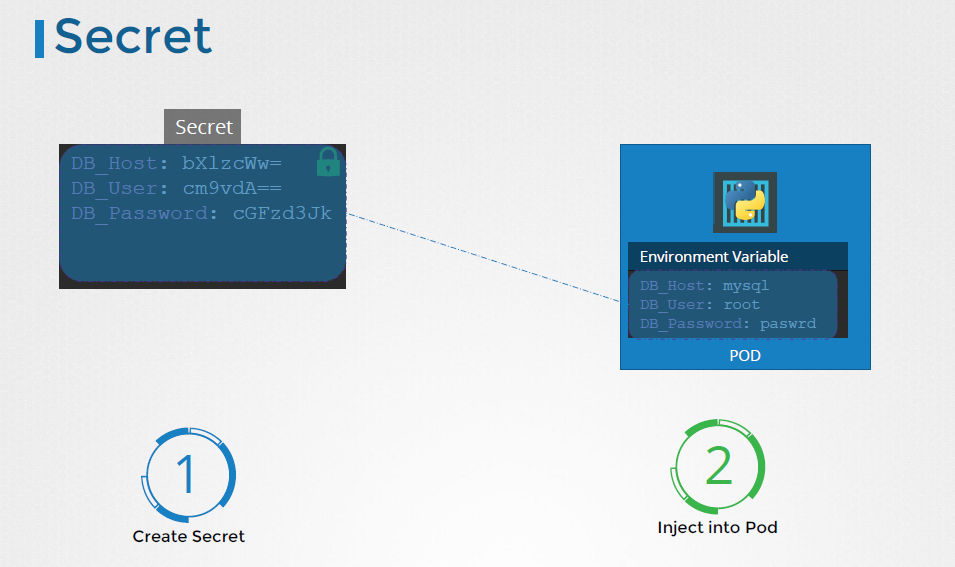 Secret
Secret
DB_Host: bXlzcWw=
DB_User: cm9vdA==
DB_Password: cGFzd3Jk
Environment Variable
DB_Host: mysql
DB_User: root
DB_Password: paswrd
POD
1
Create Secret
2
Inject into Pod